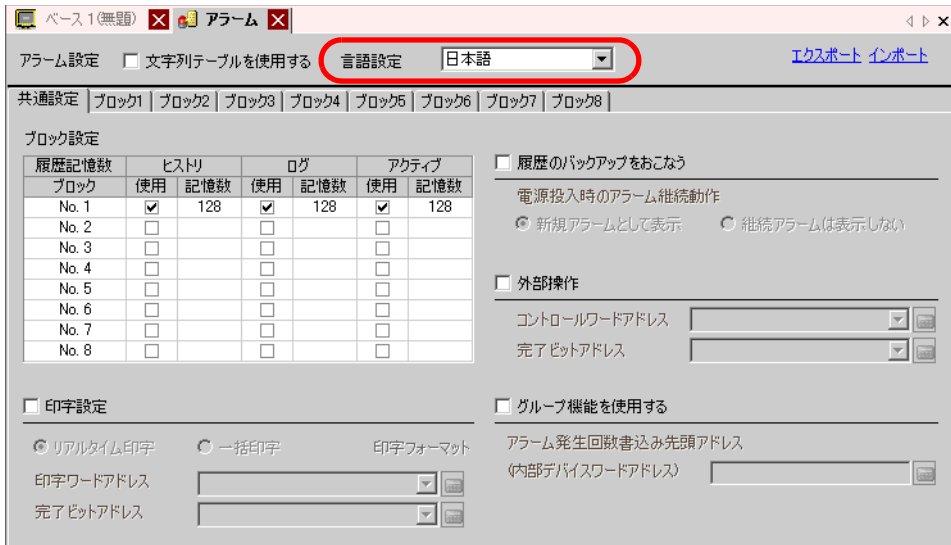 ベース 1(無題) アラーム
アラーム設定 文字列テーブルを使用する 言語設定 日本語 エクスポート インポート
共通設定 ブロック1 ブロック2 ブロック3 ブロック4 ブロック5 ブロック6 ブロック7 ブロック8
ブロック設定
履歴記憶数 ヒストリ ログ アクティブ
ブロック 使用 記憶数 使用 記憶数 使用 記憶数
No. 1 128 128 128
No. 2
No. 3
No. 4
No. 5
No. 6
No. 7
No. 8
履歴のバックアップをおこなう
電源投入時のアラーム継続動作
新規アラームとして表示 継続アラームは表示しない
外部操作
コントロールワードアドレス
完了ビットアドレス
印字設定
リアルタイム印字 一括印字 印字フォーマット
印字ワードアドレス
完了ビットアドレス
グループ機能を使用する
アラーム発生回数書込み先頭アドレス
(内部デバイスワードアドレス)